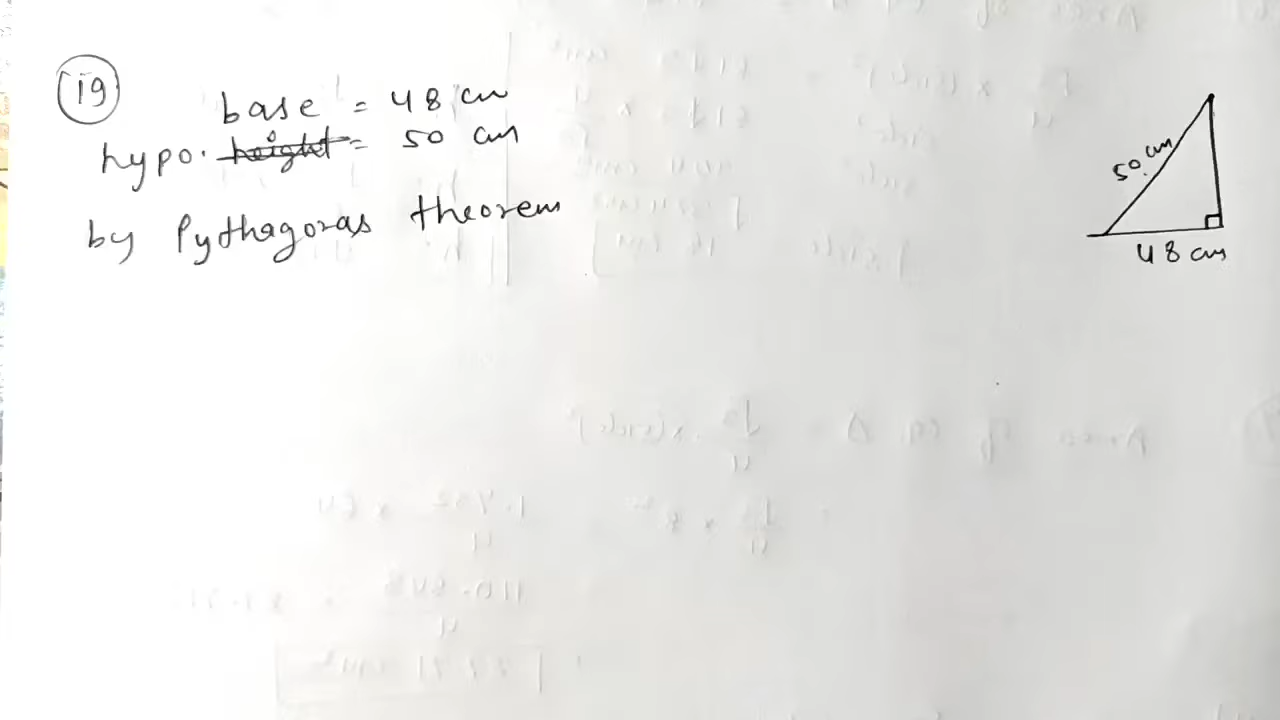 19
base = 48 cm
hypo. height = 50 cm
by Pythagoras theorem
50 cm
48 cm